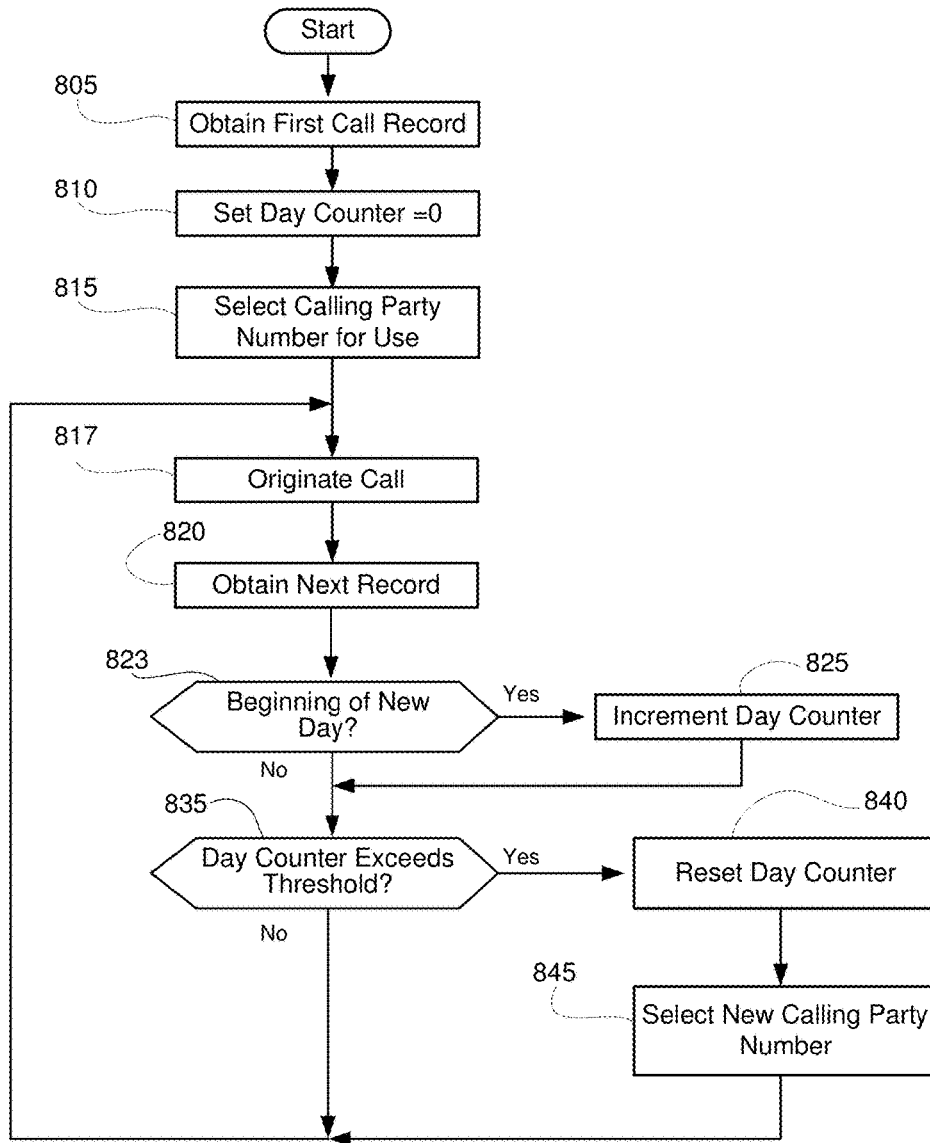 Start
805
Obtain First Call Record
810
Set Day Counter =0
815
Select Calling Party
Number for Use
817
Originate Call
820
Obtain Next Record
823
Beginning of New
Day?
Yes
825
Increment Day Counter
No
835
Day Counter Exceeds
Threshold?
Yes
840
Reset Day Counter
No
845
Select New Calling Party
Number